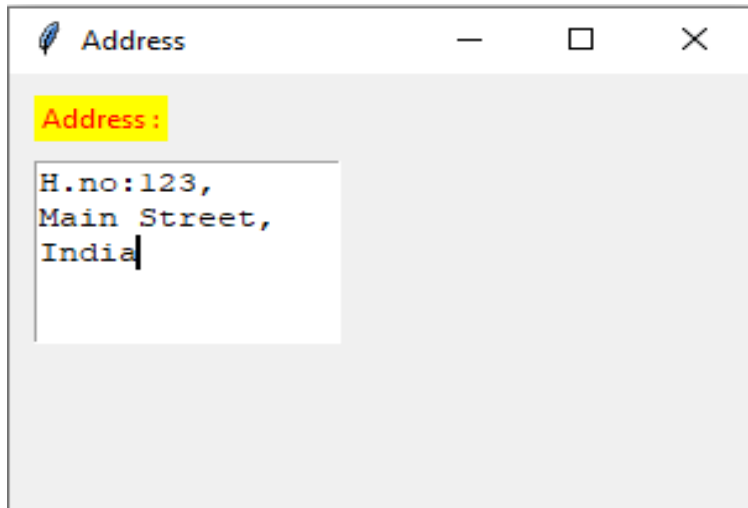 Address
Address :
H.no:123,
Main Street,
India